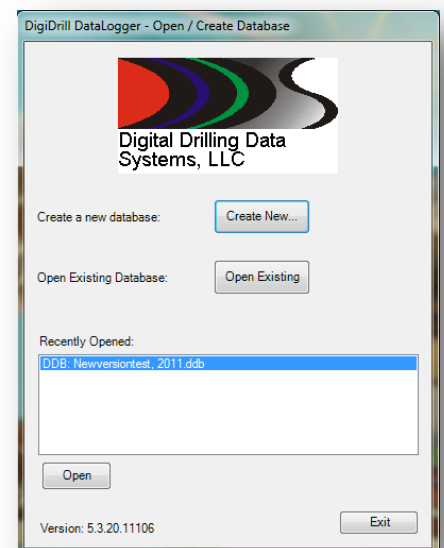 DigiDrill DataLogger - Open / Create Database
Digital Drilling Data
Systems, LLC
Create a new database:
Create New...
Open Existing Database:
Open Existing
Recently Opened:
DDB: Newversiontest, 2011.ddb
Open
Version: 5.3.20.11106
Exit